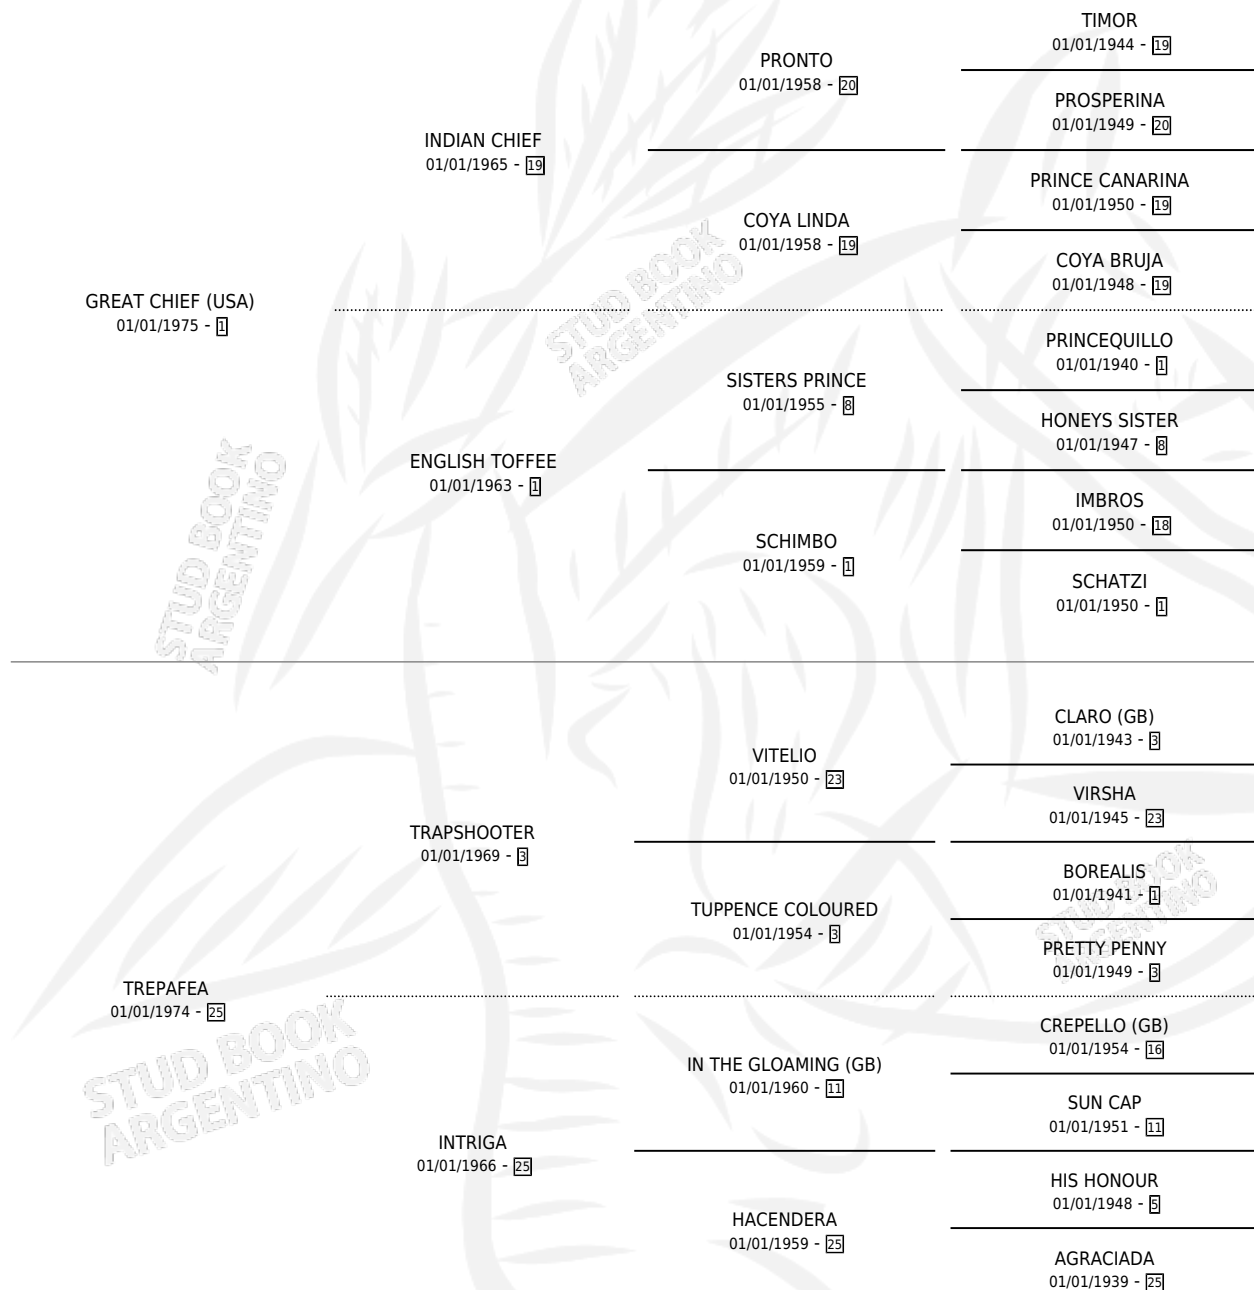 TIMOR
01/01/1944 - 19
PRONTO
01/01/1958 - 20
PROSPERINA
01/01/1949 - 20
INDIAN CHIEF
01/01/1965 - 19
PRINCE CANARINA
01/01/1950 - 19
COYA LINDA
01/01/1958 - 19
COYA BRUJA
01/01/1948 - 19
GREAT CHIEF (USA)
01/01/1975 - 1
PRINCEQUILLO
01/01/1940 - 1
SISTERS PRINCE
01/01/1955 - 8
HONEYS SISTER
01/01/1947 - 8
ENGLISH TOFFEE
01/01/1963 - 1
IMBROS
01/01/1950 - 18
SCHIMBO
01/01/1959 - 1
SCHATZI
01/01/1950 - 1
CLARO (GB)
01/01/1943 - 3
VITELIO
01/01/1950 - 23
VIRSHA
01/01/1945 - 23
TRAPSHOOTER
01/01/1969 - 3
BOREALIS
01/01/1941 - 1
TUPPENCE COLOURED
01/01/1954 - 3
PRETTY PENNY
01/01/1949 - 3
TREPAFEA
01/01/1974 - 25
CREPELLO (GB)
01/01/1954 - 16
IN THE GLOAMING (GB)
01/01/1960 - 11
SUN CAP
01/01/1951 - 11
INTRIGA
01/01/1966 - 25
HIS HONOUR
01/01/1948 - 5
HACENDERA
01/01/1959 - 25
AGRACIADA
01/01/1939 - 25
STUD BOOK
ARGENTINO
STUD BOOK
ARGENTINO
STUD BOOK
ARGENTINO
STUD BOOK
ARGENTINO